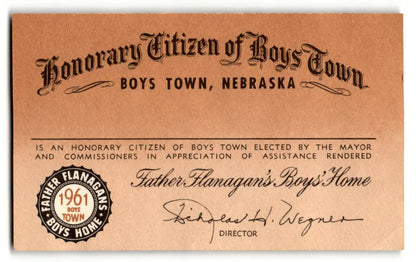 Honorary Citizen of Boys Town
BOYS TOWN, NEBRASKA
IS AN HONORARY CITIZEN OF BOYS TOWN ELECTED BY THE MAYOR
AND COMMISSIONERS IN APPRECIATION OF ASSISTANCE RENDERED
Father Flanagan's Boys' Home
Nicholas H. Wegner
DIRECTOR
FATHER FLANAGAN'S
1961
BOYS
TOWN
BOYS HOME